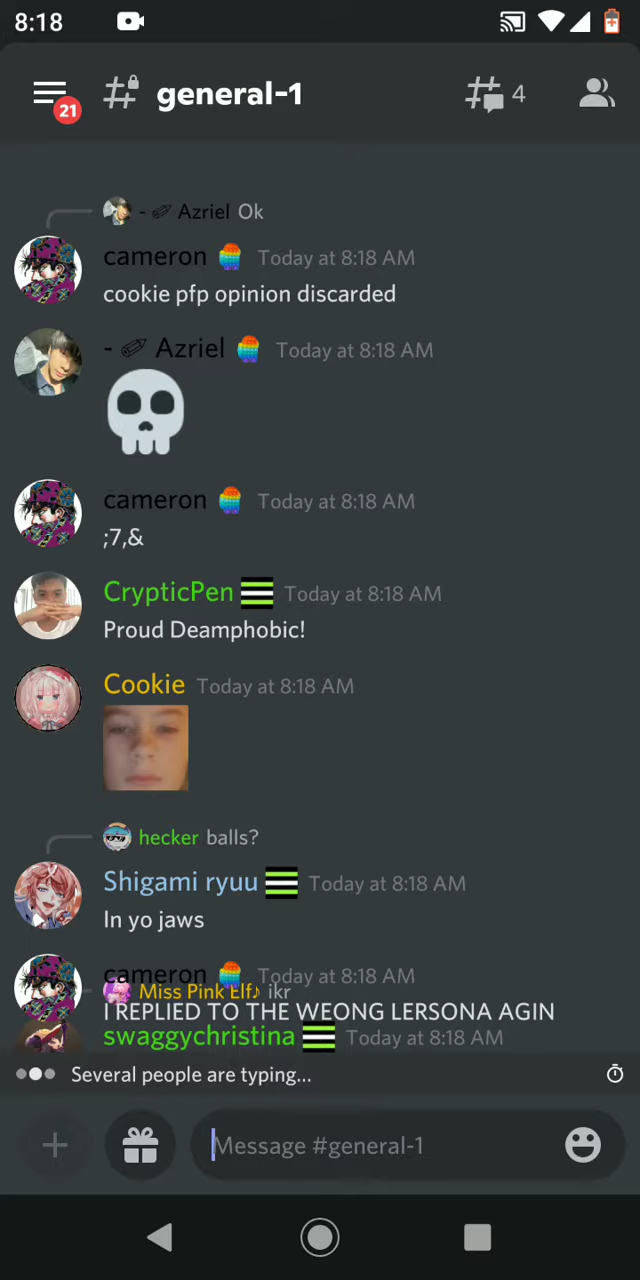 8:18
general-1
4
21
- Azriel Ok
cameron Today at 8:18 AM
cookie pfp opinion discarded
- Azriel Today at 8:18 AM
cameron Today at 8:18 AM
;7,&
CrypticPen Today at 8:18 AM
Proud Deamphobic!
Cookie Today at 8:18 AM
hecker balls?
Shigami ryuu Today at 8:18 AM
In yo jaws
cameron Today at 8:18 AM
Miss Pink Elf♪ ikr
I REPLIED TO THE WEONG LERSONA AGIN
swaggychristina Today at 8:18 AM
Several people are typing...
Message #general-1